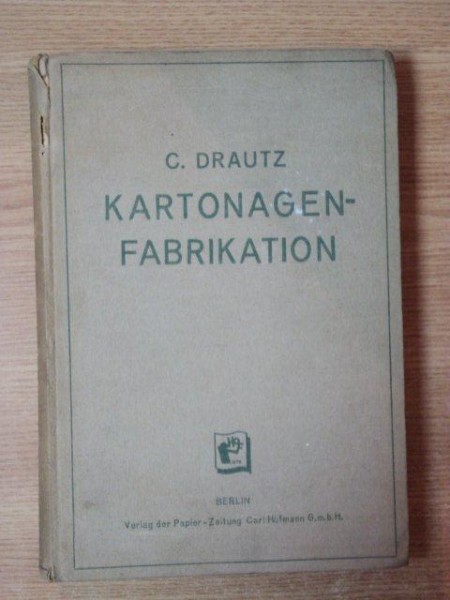 C. DRAUTZ
KARTONAGEN-
FABRIKATION
BERLIN
Verlag der Papier-Zeitung Carl Hofmann G.m.b.H.